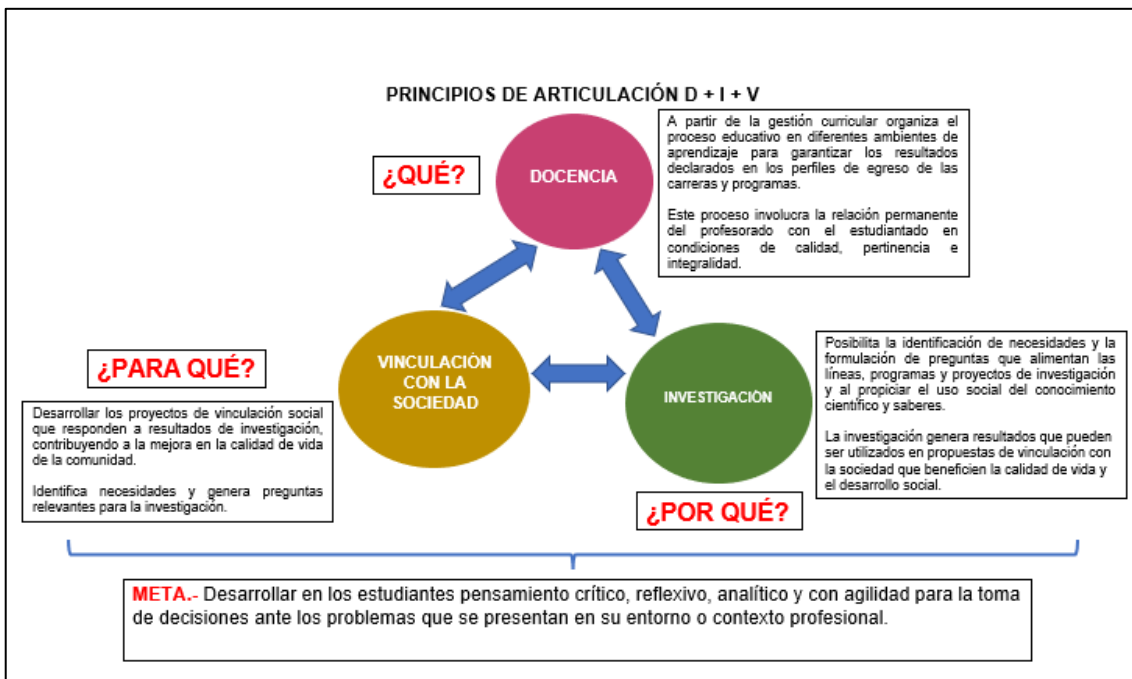 PRINCIPIOS DE ARTICULACIÓN D + I + V
¿QUÉ?
DOCENCIA
A partir de la gestión curricular organiza el
proceso educativo en diferentes ambientes de
aprendizaje para garantizar los resultados
declarados en los perfiles de egreso de las
carreras y programas.
Este proceso involucra la relación permanente
del profesorado con el estudiantado en
condiciones de calidad, pertinencia e
integralidad.
¿PARA QUÉ?
VINCULACIÓN
CON LA
SOCIEDAD
Desarrollar los proyectos de vinculación social
que responden a resultados de investigación,
contribuyendo a la mejora en la calidad de vida
de la comunidad.
Identifica necesidades y genera preguntas
relevantes para la investigación.
INVESTIGACIÓN
Posibilita la identificación de necesidades y la
formulación de preguntas que alimentan las
líneas, programas y proyectos de investigación
y al propiciar el uso social del conocimiento
científico y saberes.
La investigación genera resultados que pueden
ser utilizados en propuestas de vinculación con
la sociedad que beneficien la calidad de vida y
el desarrollo social.
¿POR QUÉ?
META.- Desarrollar en los estudiantes pensamiento crítico, reflexivo, analítico y con agilidad para la toma
de decisiones ante los problemas que se presentan en su entorno o contexto profesional.